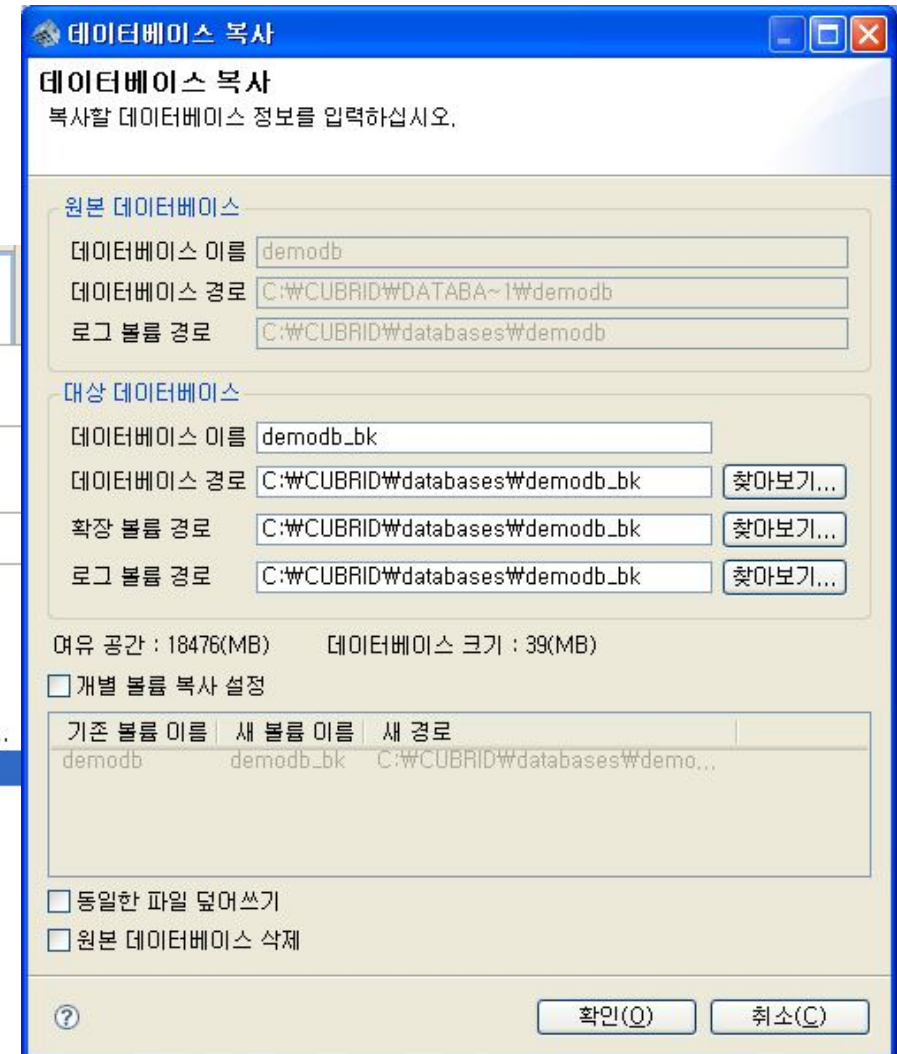 데이터베이스 복사
데이터베이스 복사
복사할 데이터베이스 정보를 입력하십시오.
원본 데이터베이스
데이터베이스 이름 demodb
데이터베이스 경로 C:₩CUBRID₩DATABA~1₩demodb
로그 볼륨 경로 C:₩CUBRID₩databases₩demodb
대상 데이터베이스
데이터베이스 이름 demodb_bk
데이터베이스 경로 C:₩CUBRID₩databases₩demodb_bk 찾아보기...
확장 볼륨 경로 C:₩CUBRID₩databases₩demodb_bk 찾아보기...
로그 볼륨 경로 C:₩CUBRID₩databases₩demodb_bk 찾아보기...
여유 공간 : 18476(MB) 데이터베이스 크기 : 39(MB)
개별 볼륨 복사 설정
기존 볼륨 이름 새 볼륨 이름 새 경로
demodb demodb_bk C:₩CUBRID₩databases₩demo...
동일한 파일 덮어쓰기
원본 데이터베이스 삭제
확인(O) 취소(C)